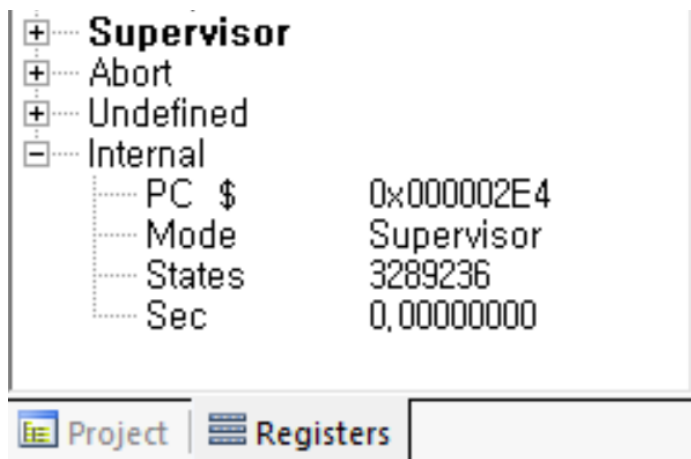 Supervisor
Abort
Undefined
Internal
PC $ 0x000002E4
Mode Supervisor
States 3289236
Sec 0,00000000
Project Registers